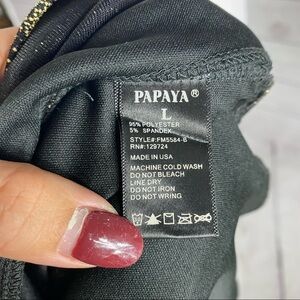 PAPAYA®
L
95% POLYESTER
5% SPANDEX
STYLE#:FM5584-B
RN#:129724
MADE IN USA
MACHINE COLD WASH
DO NOT BLEACH
LINE DRY
DO NOT IRON
DO NOT WRING